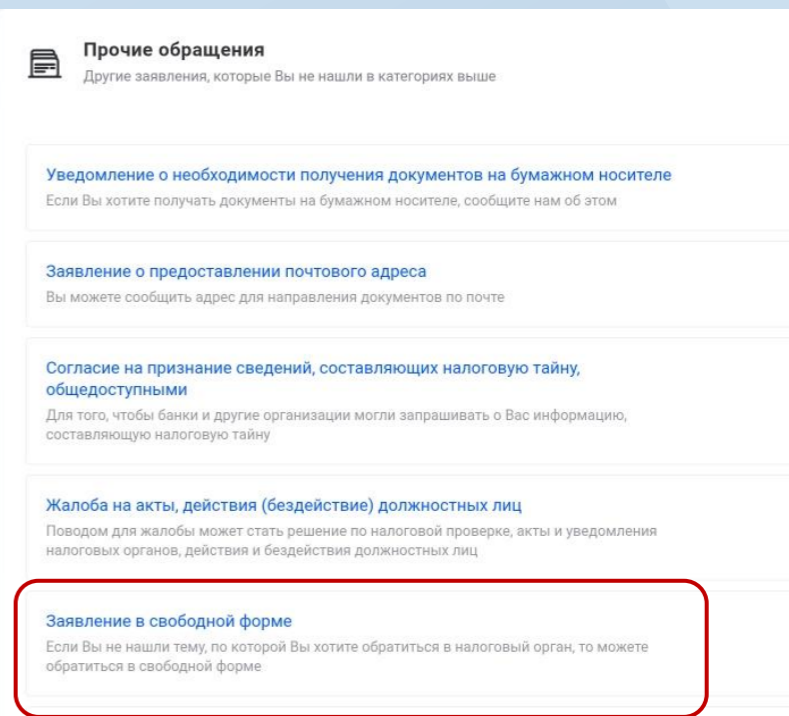 Прочие обращения
Другие заявления, которые Вы не нашли в категориях выше
Уведомление о необходимости получения документов на бумажном носителе
Если Вы хотите получать документы на бумажном носителе, сообщите нам об этом
Заявление о предоставлении почтового адреса
Вы можете сообщить адрес для направления документов по почте
Согласие на признание сведений, составляющих налоговую тайну,
общедоступными
Для того, чтобы банки и другие организации могли запрашивать о Вас информацию,
составляющую налоговую тайну
Жалоба на акты, действия (бездействие) должностных лиц
Поводом для жалобы может стать решение по налоговой проверке, акты и уведомления
налоговых органов, действия и бездействия должностных лиц
Заявление в свободной форме
Если Вы не нашли тему, по которой Вы хотите обратиться в налоговый орган, то можете
обратиться в свободной форме